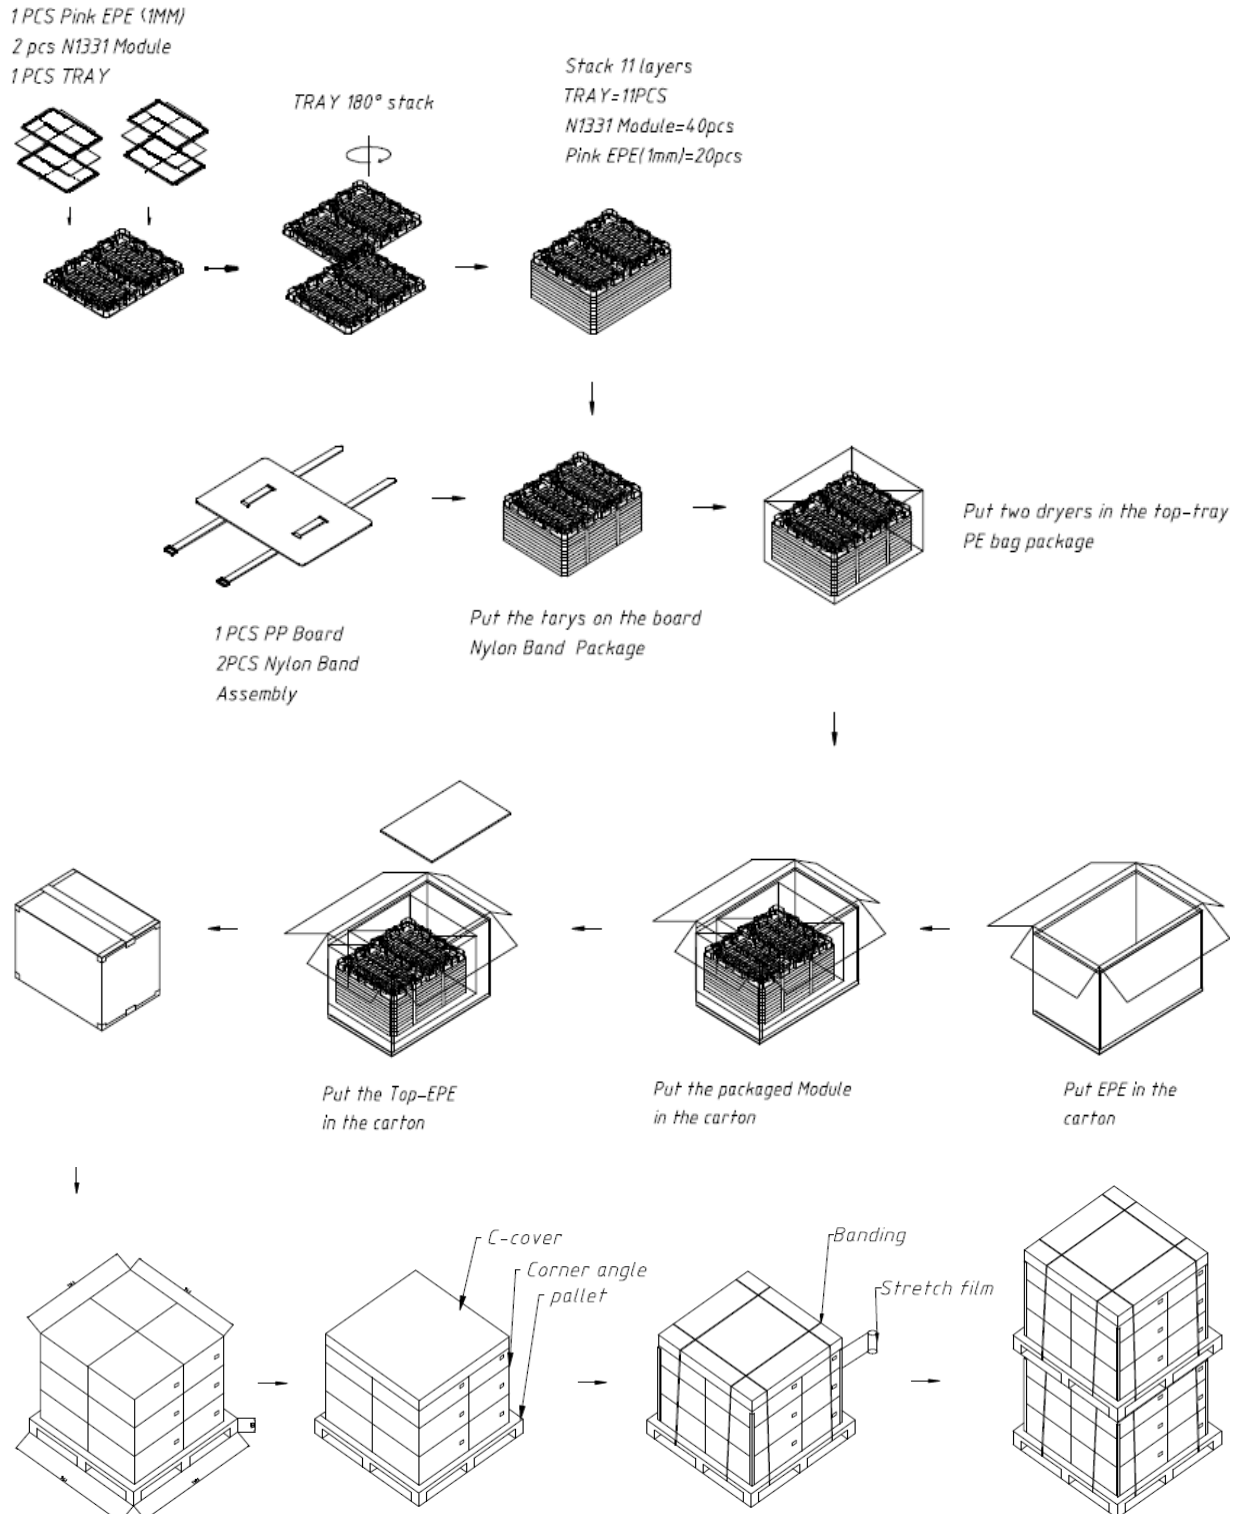 1 PCS Pink EPE (1MM)
2 pcs N1331 Module
1 PCS TRAY
TRAY 180° stack
Stack 11 layers
TRAY=11PCS
N1331 Module=40pcs
Pink EPE(1mm)=20pcs
1 PCS PP Board
2PCS Nylon Band
Assembly
Put the tarys on the board
Nylon Band Package
Put two dryers in the top-tray
PE bag package
Put the Top-EPE
in the carton
Put the packaged Module
in the carton
Put EPE in the
carton
C-cover
Corner angle
pallet
Banding
Stretch film